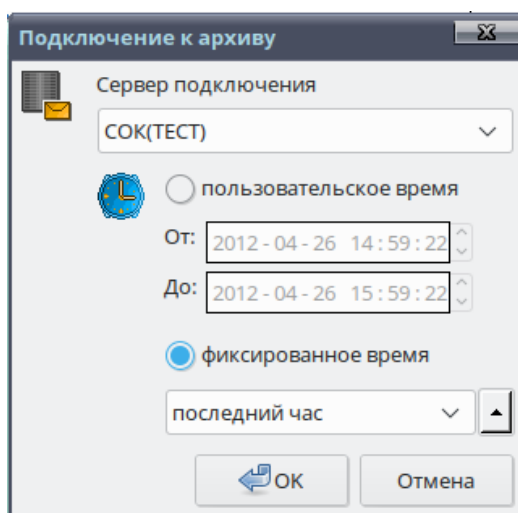 Подключение к архиву
Сервер подключения
СОК(ТЕСТ)
пользовательское время
От: 2012-04-26 14:59:22
До: 2012-04-26 15:59:22
фиксированное время
последний час
ОК Отмена